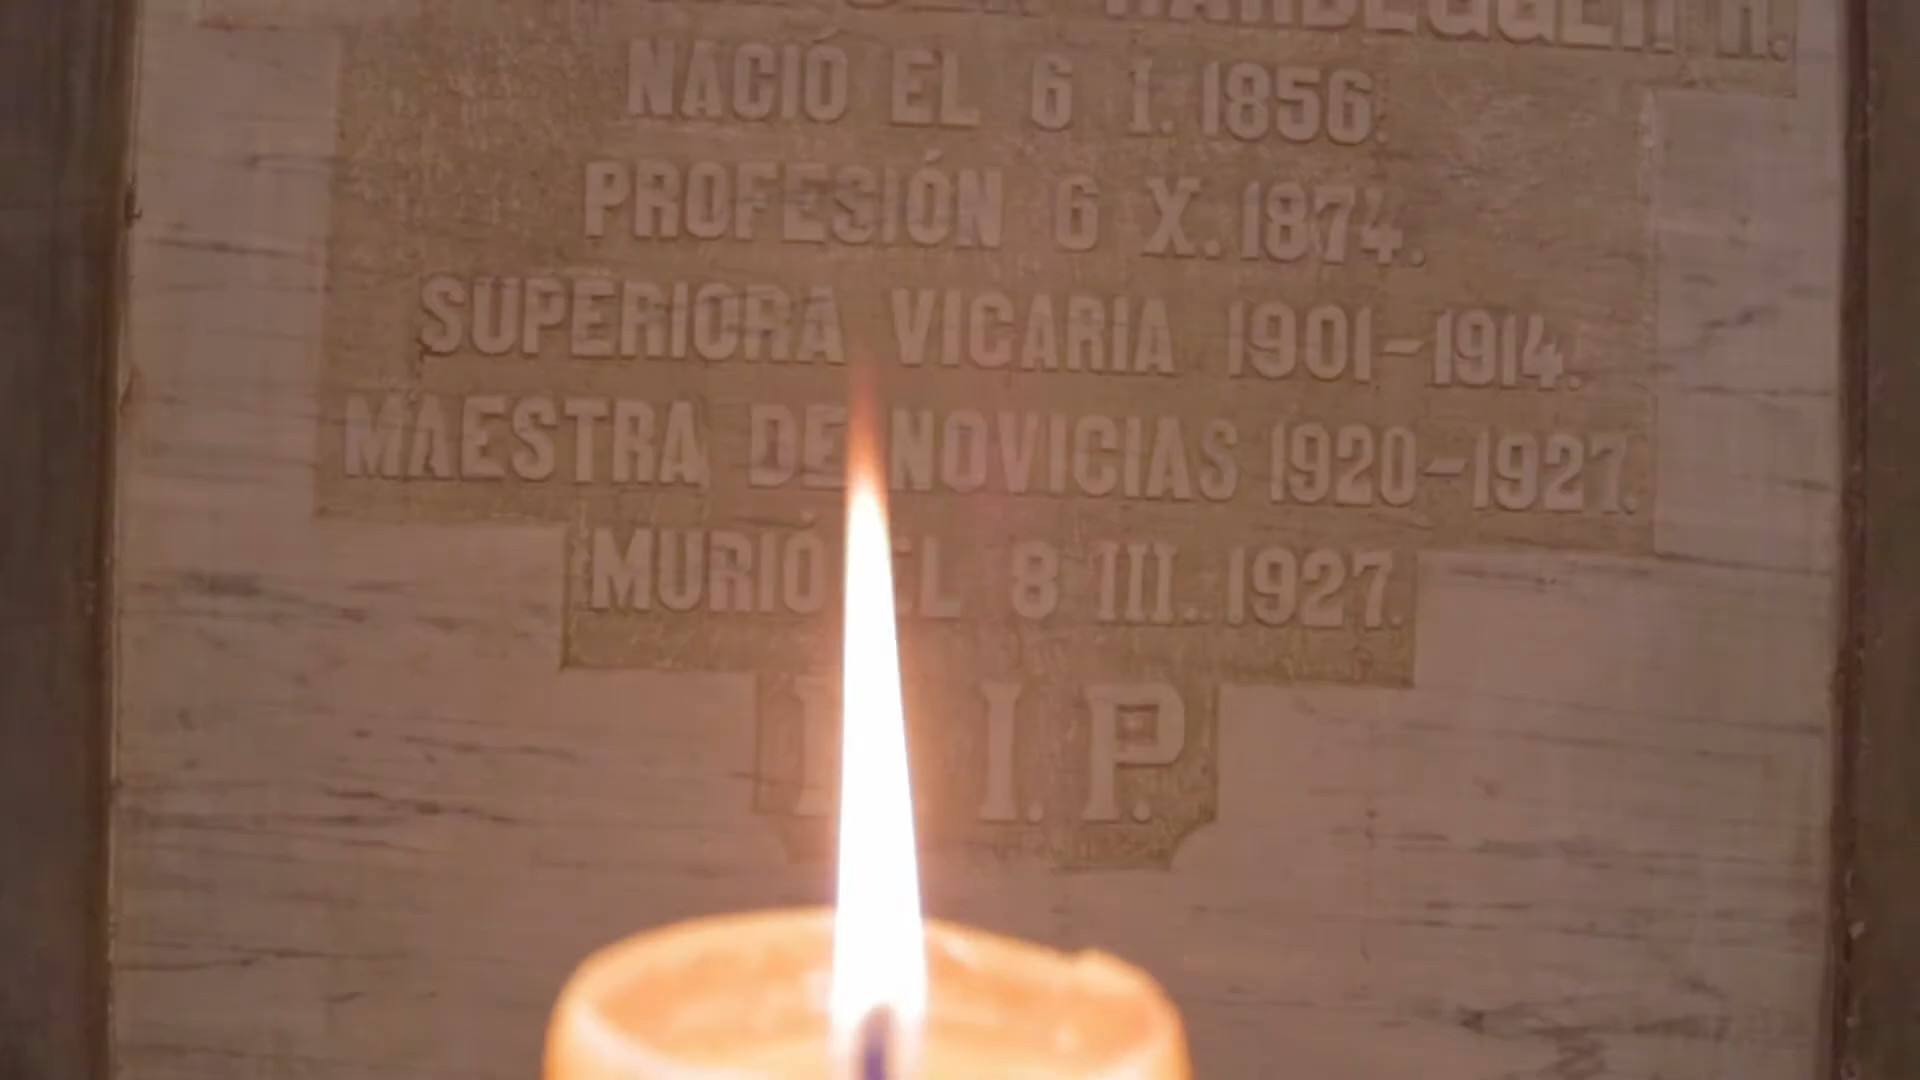 HARDEGGER H.
NACIÓ EL 6 I. 1856.
PROFESIÓN 6 X. 1874.
SUPERIORA VICARIA 1901-1914.
MAESTRA DE NOVICIAS 1920-1927.
MURIÓ EL 8 III. 1927.
I.P.